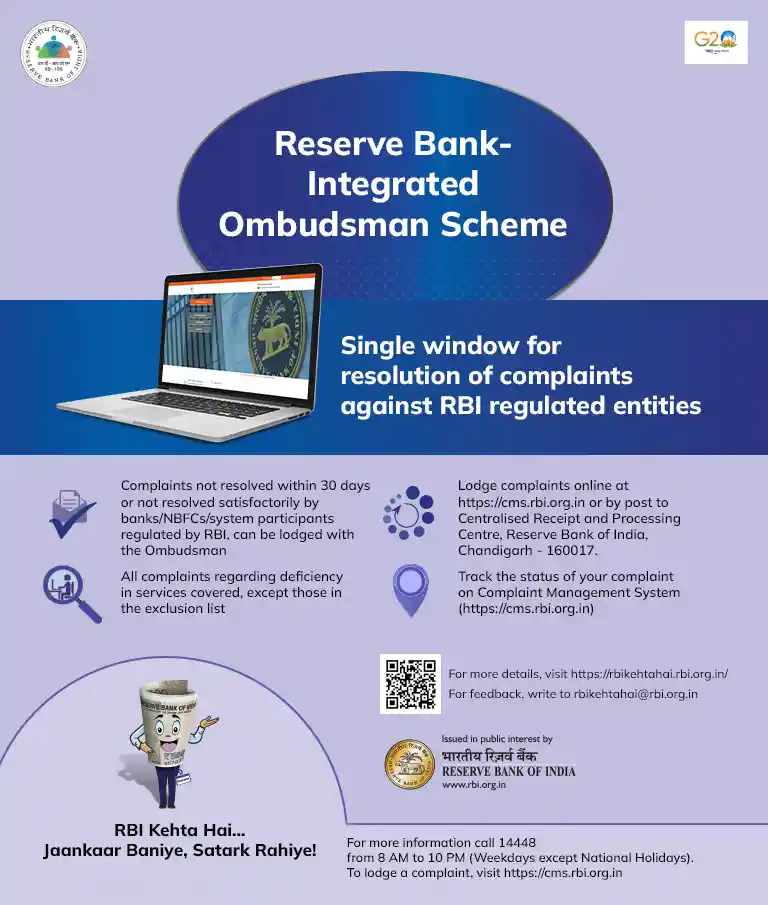 भारतीय रिज़र्व बैंक
RESERVE BANK OF INDIA
RB - IOS
G20
Reserve Bank-
Integrated
Ombudsman Scheme
Single window for
resolution of complaints
against RBI regulated entities
Complaints not resolved within 30 days
or not resolved satisfactorily by
banks/NBFCs/system participants
regulated by RBI, can be lodged with
the Ombudsman
All complaints regarding deficiency
in services covered, except those in
the exclusion list
Lodge complaints online at
https://cms.rbi.org.in or by post to
Centralised Receipt and Processing
Centre, Reserve Bank of India,
Chandigarh - 160017.
Track the status of your complaint
on Complaint Management System
(https://cms.rbi.org.in)
For more details, visit https://rbikehtahai.rbi.org.in/
For feedback, write to rbikehtahai@rbi.org.in
Issued in public interest by
भारतीय रिज़र्व बैंक
RESERVE BANK OF INDIA
www.rbi.org.in
RBI Kehta Hai...
Jaankaar Baniye, Satark Rahiye!
For more information call 14448
from 8 AM to 10 PM (Weekdays except National Holidays).
To lodge a complaint, visit https://cms.rbi.org.in